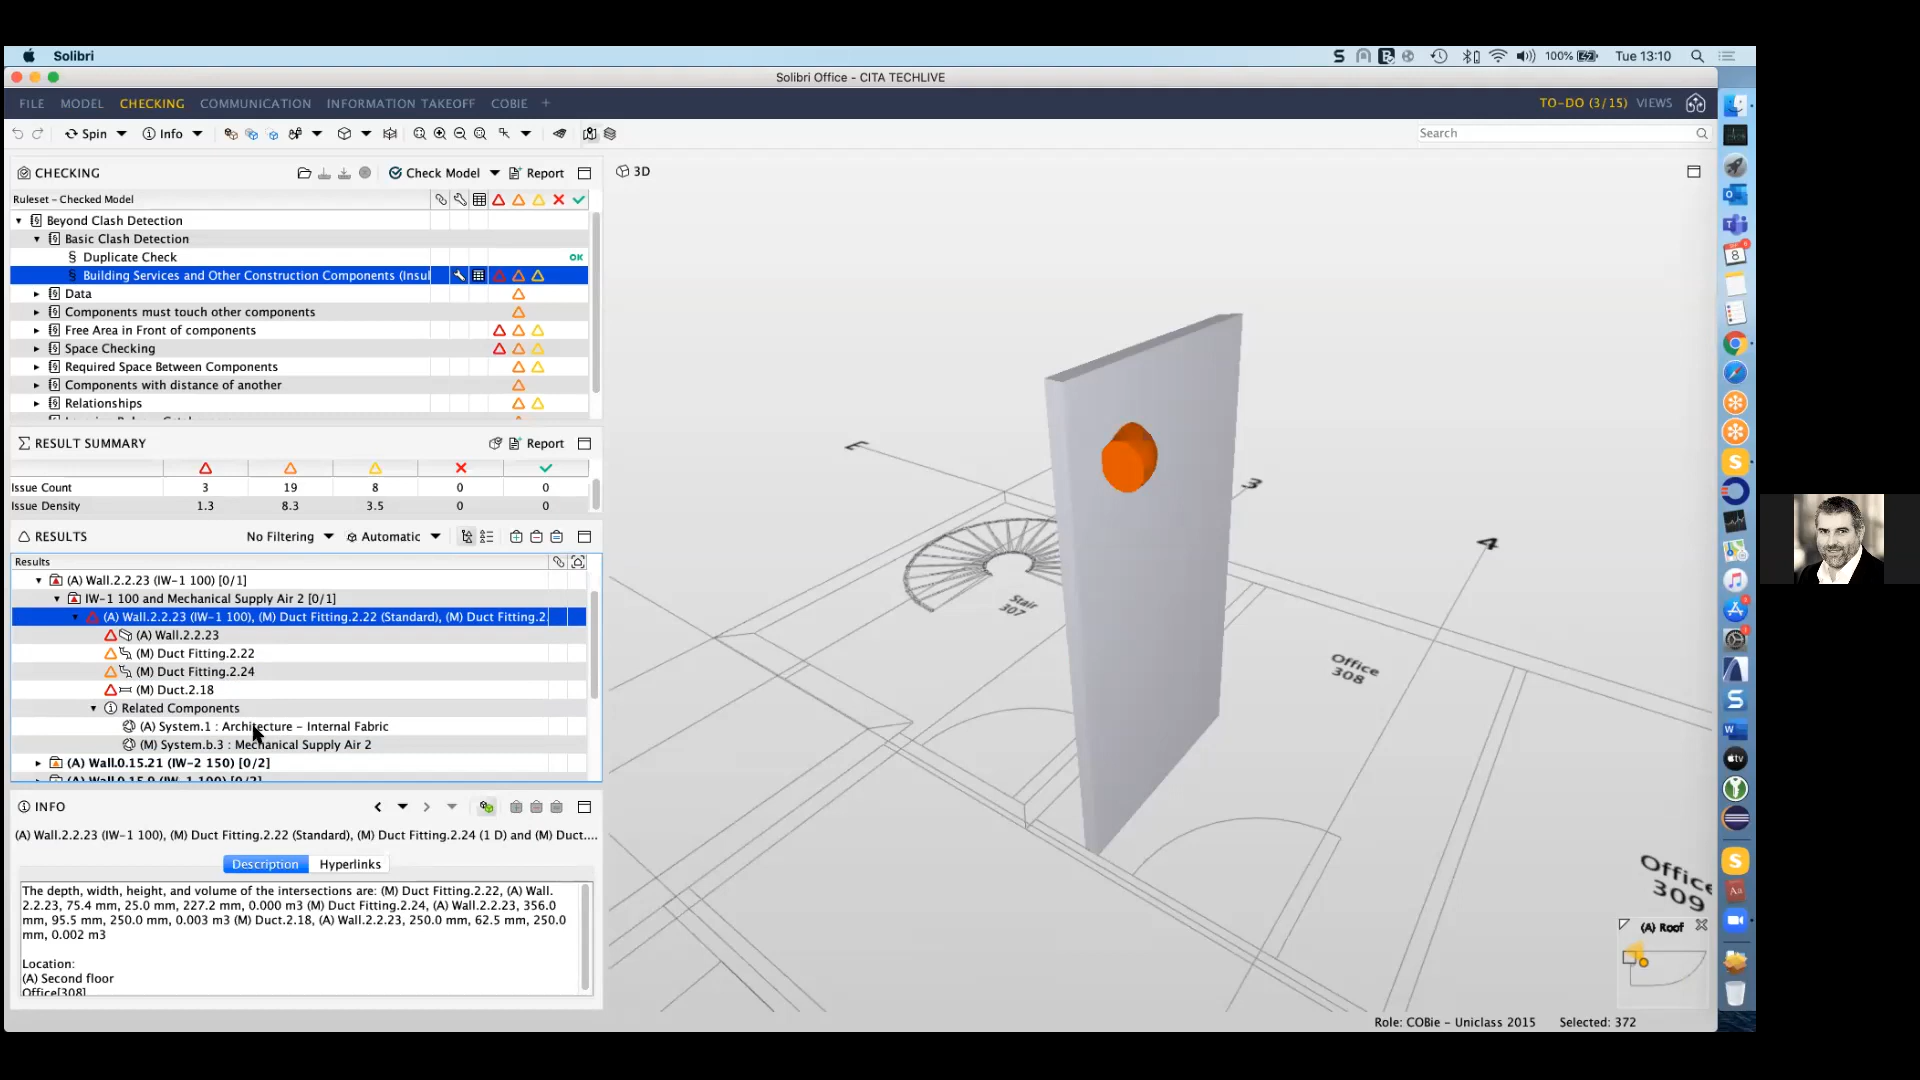 Solibri
100%
Tue 13:10
Solibri Office - CITA TECHLIVE
FILE MODEL CHECKING COMMUNICATION INFORMATION TAKEOFF COBIE +
TO-DO (3/15) VIEWS
Spin Info
Search
CHECKING
Check Model Report
3D
Ruleset - Checked Model
Beyond Clash Detection
Basic Clash Detection
§ Duplicate Check OK
§ Building Services and Other Construction Components (Insul
Data
Components must touch other components
Free Area in Front of components
Space Checking
Required Space Between Components
Components with distance of another
Relationships
RESULT SUMMARY
Report
Issue Count 3 19 8 0 0
Issue Density 1.3 8.3 3.5 0 0
RESULTS
No Filtering Automatic
Results
(A) Wall.2.2.23 (IW-1 100) [0/1]
IW-1 100 and Mechanical Supply Air 2 [0/1]
(A) Wall.2.2.23 (IW-1 100), (M) Duct Fitting.2.22 (Standard), (M) Duct Fitting.2.
(A) Wall.2.2.23
(M) Duct Fitting.2.22
(M) Duct Fitting.2.24
(M) Duct.2.18
Related Components
(A) System.1 : Architecture - Internal Fabric
(M) System.b.3 : Mechanical Supply Air 2
(A) Wall.0.15.21 (IW-2 150) [0/2]
(A) Wall.0.15.9 (IW-1 100) [0/2]
INFO
(A) Wall.2.2.23 (IW-1 100), (M) Duct Fitting.2.22 (Standard), (M) Duct Fitting.2.24 (1 D) and (M) Duct....
Description Hyperlinks
The depth, width, height, and volume of the intersections are: (M) Duct Fitting.2.22, (A) Wall.
2.2.23, 75.4 mm, 25.0 mm, 227.2 mm, 0.000 m3 (M) Duct Fitting.2.24, (A) Wall.2.2.23, 356.0
mm, 95.5 mm, 250.0 mm, 0.003 m3 (M) Duct.2.18, (A) Wall.2.2.23, 250.0 mm, 62.5 mm, 250.0
mm, 0.002 m3
Location:
(A) Second floor
Office[308]
3
4
Stair
307
Office
308
Office
309
(A) Roof
Role: COBie - Uniclass 2015 Selected: 372